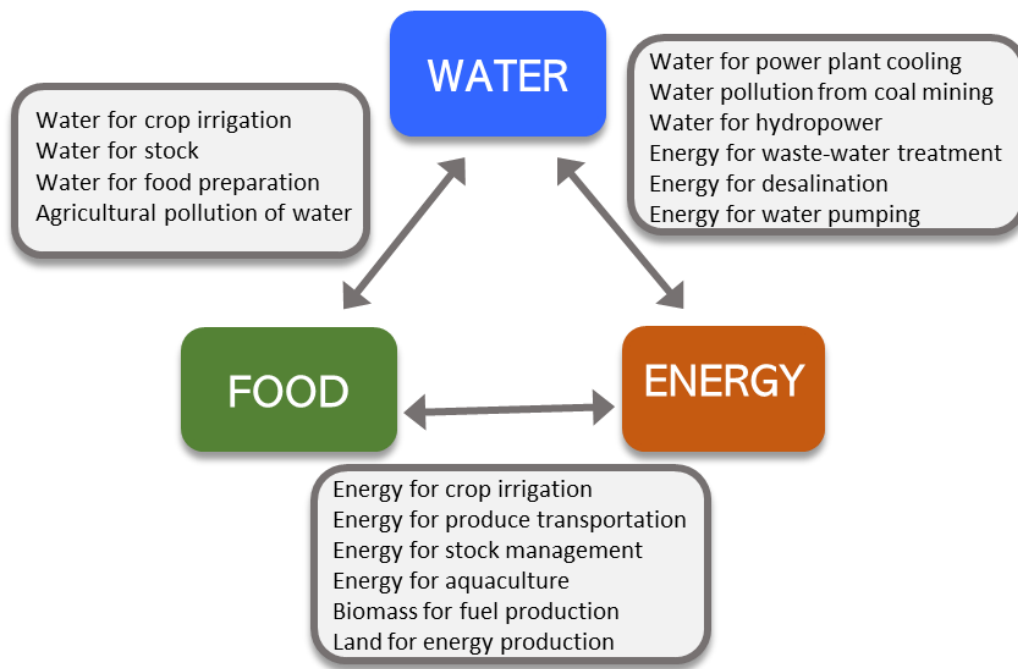 WATER
Water for crop irrigation
Water for stock
Water for food preparation
Agricultural pollution of water
Water for power plant cooling
Water pollution from coal mining
Water for hydropower
Energy for waste-water treatment
Energy for desalination
Energy for water pumping
FOOD
ENERGY
Energy for crop irrigation
Energy for produce transportation
Energy for stock management
Energy for aquaculture
Biomass for fuel production
Land for energy production